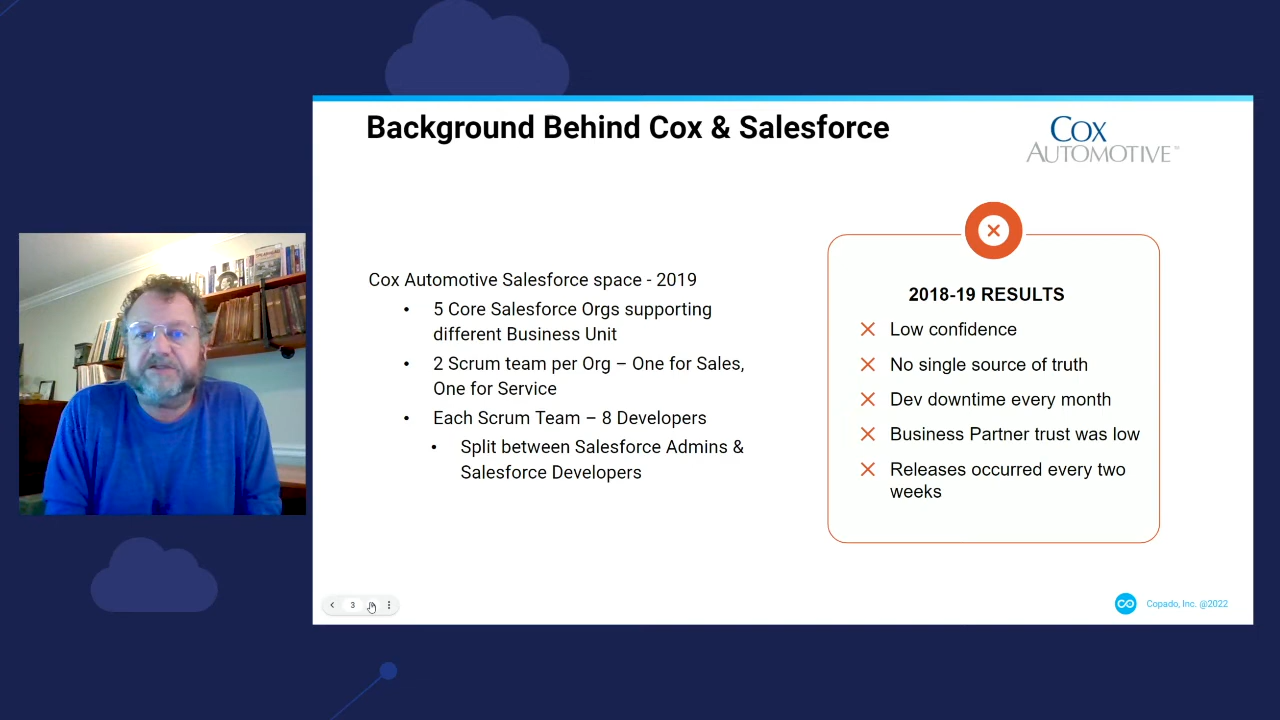 Background Behind Cox & Salesforce
COX
AUTOMOTIVE
Cox Automotive Salesforce space - 2019
• 5 Core Salesforce Orgs supporting
different Business Unit
• 2 Scrum team per Org – One for Sales,
One for Service
• Each Scrum Team – 8 Developers
• Split between Salesforce Admins &
Salesforce Developers
2018-19 RESULTS
Low confidence
No single source of truth
Dev downtime every month
Business Partner trust was low
Releases occurred every two
weeks
3
Copado, Inc. @2022